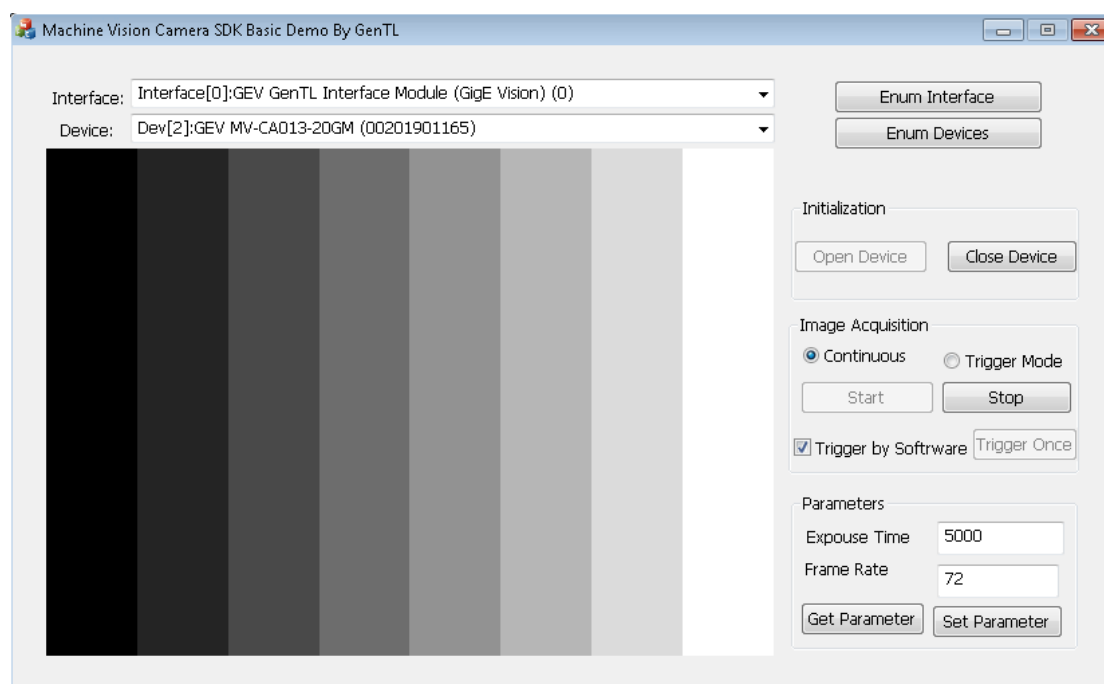 Machine Vision Camera SDK Basic Demo By GenTL
Interface: Interface[0]:GEV GenTL Interface Module (GigE Vision) (0)
Enum Interface
Device: Dev[2]:GEV MV-CA013-20GM (00201901165)
Enum Devices
Initialization
Open Device Close Device
Image Acquisition
Continuous Trigger Mode
Start Stop
Trigger by Softrware Trigger Once
Parameters
Expouse Time 5000
Frame Rate 72
Get Parameter Set Parameter